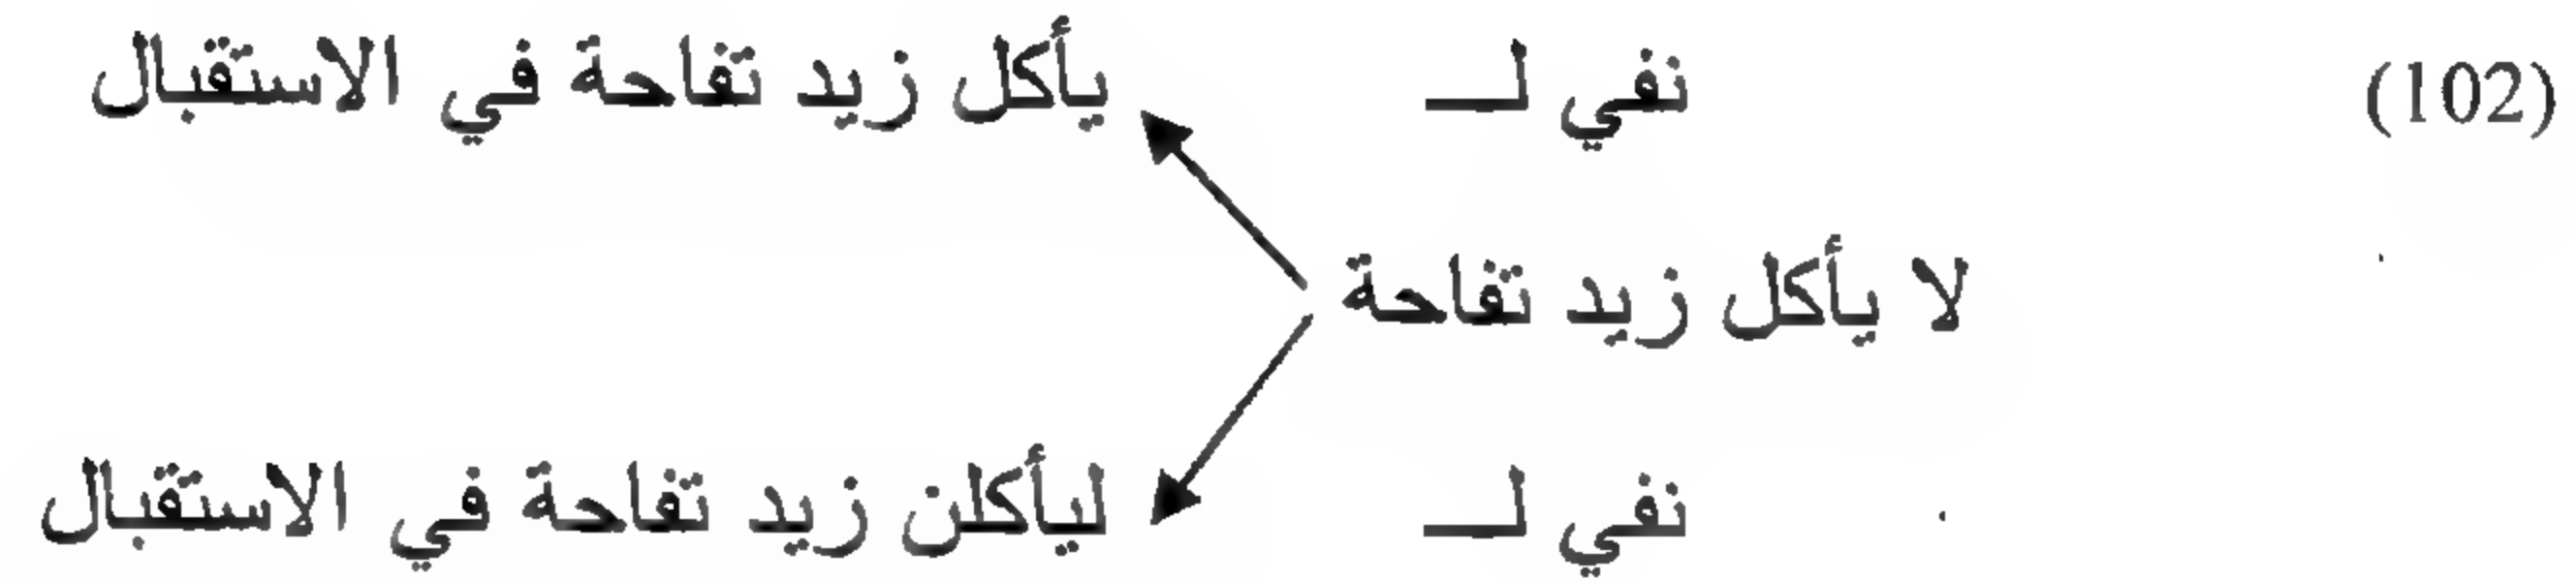 (102) نفي لـــ يأكل زيد تفاحة في الاستقبال
لا يأكل زيد تفاحة
نفي لـــ ليأكلن زيد تفاحة في الاستقبال